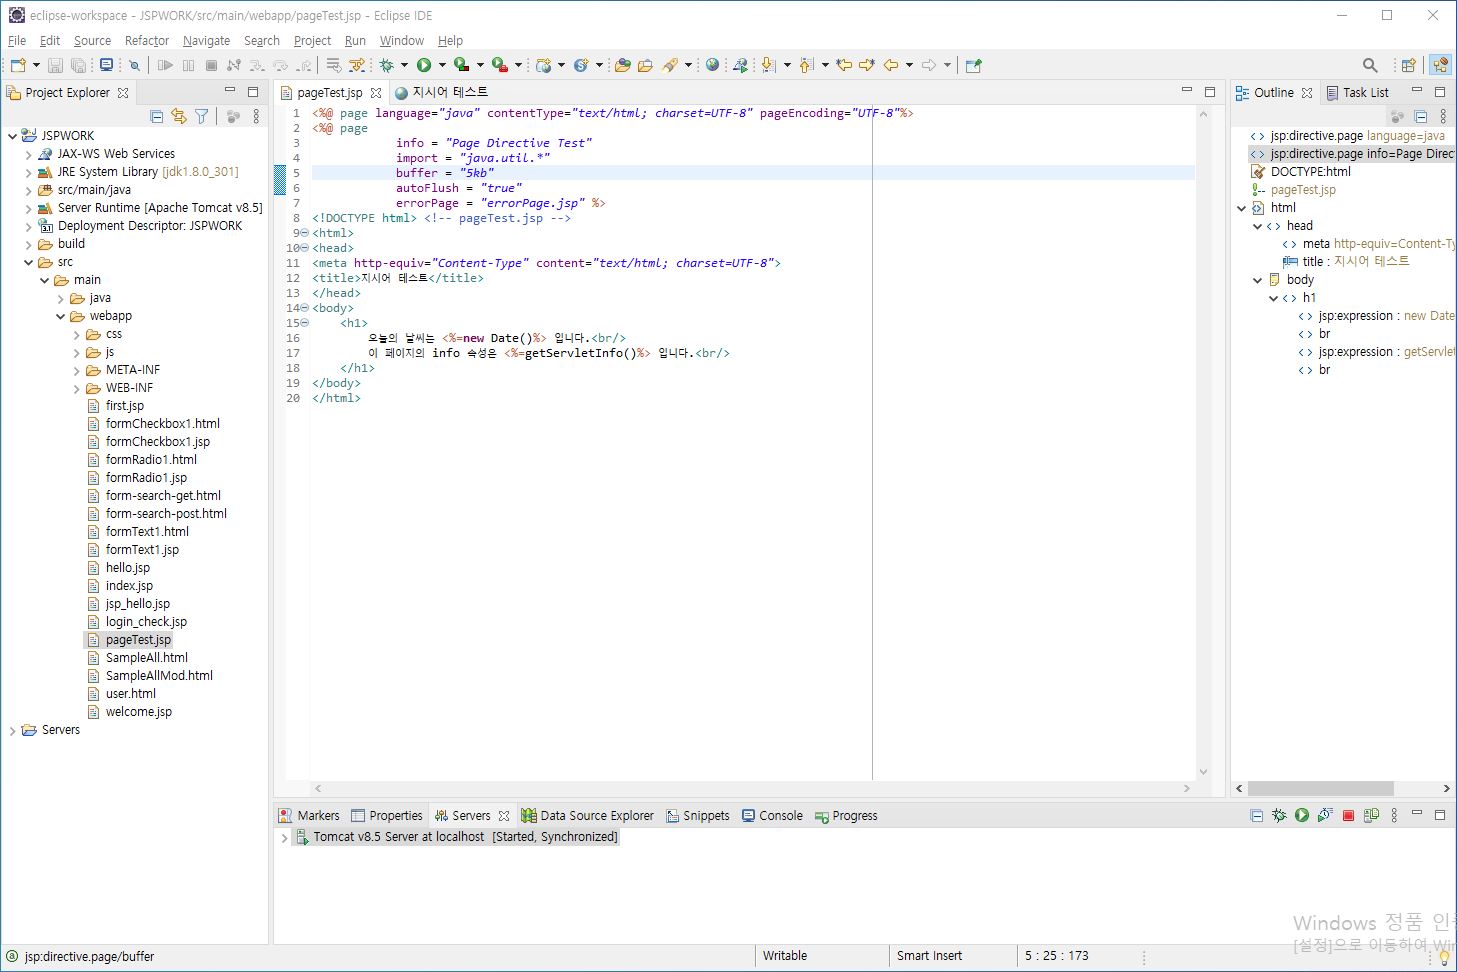 eclipse-workspace - JSPWORK/src/main/webapp/pageTest.jsp - Eclipse IDE
File Edit Source Refactor Navigate Search Project Run Window Help
Project Explorer
JSPWORK
JAX-WS Web Services
JRE System Library [jdk1.8.0_301]
src/main/java
Server Runtime [Apache Tomcat v8.5]
Deployment Descriptor: JSPWORK
build
src
main
java
webapp
css
js
META-INF
WEB-INF
first.jsp
formCheckbox1.html
formCheckbox1.jsp
formRadio1.html
formRadio1.jsp
form-search-get.html
form-search-post.html
formText1.html
formText1.jsp
hello.jsp
index.jsp
jsp_hello.jsp
login_check.jsp
pageTest.jsp
SampleAll.html
SampleAllMod.html
user.html
welcome.jsp
Servers
pageTest.jsp 지시어 테스트
1 <%@ page language="java" contentType="text/html; charset=UTF-8" pageEncoding="UTF-8"%>
2 <%@ page
3 info = "Page Directive Test"
4 import = "java.util.*"
5 buffer = "5kb"
6 autoFlush = "true"
7 errorPage = "errorPage.jsp" %>
8 <!DOCTYPE html> <!-- pageTest.jsp -->
9 <html>
10 <head>
11 <meta http-equiv="Content-Type" content="text/html; charset=UTF-8">
12 <title>지시어 테스트</title>
13 </head>
14 <body>
15 <h1>
16 오늘의 날씨는 <%=new Date()%> 입니다.<br/>
17 이 페이지의 info 속성은 <%=getServletInfo()%> 입니다.<br/>
18 </h1>
19 </body>
20 </html>
Outline Task List
jsp:directive.page language=java
jsp:directive.page info=Page Direc
DOCTYPE:html
pageTest.jsp
html
head
meta http-equiv=Content-Ty
title : 지시어 테스트
body
h1
jsp:expression : new Date
br
jsp:expression : getServlet
br
Markers Properties Servers Data Source Explorer Snippets Console Progress
Tomcat v8.5 Server at localhost [Started, Synchronized]
Windows 정품 인
[설정]으로 이동하여 Win
jsp:directive.page/buffer Writable Smart Insert 5 : 25 : 173